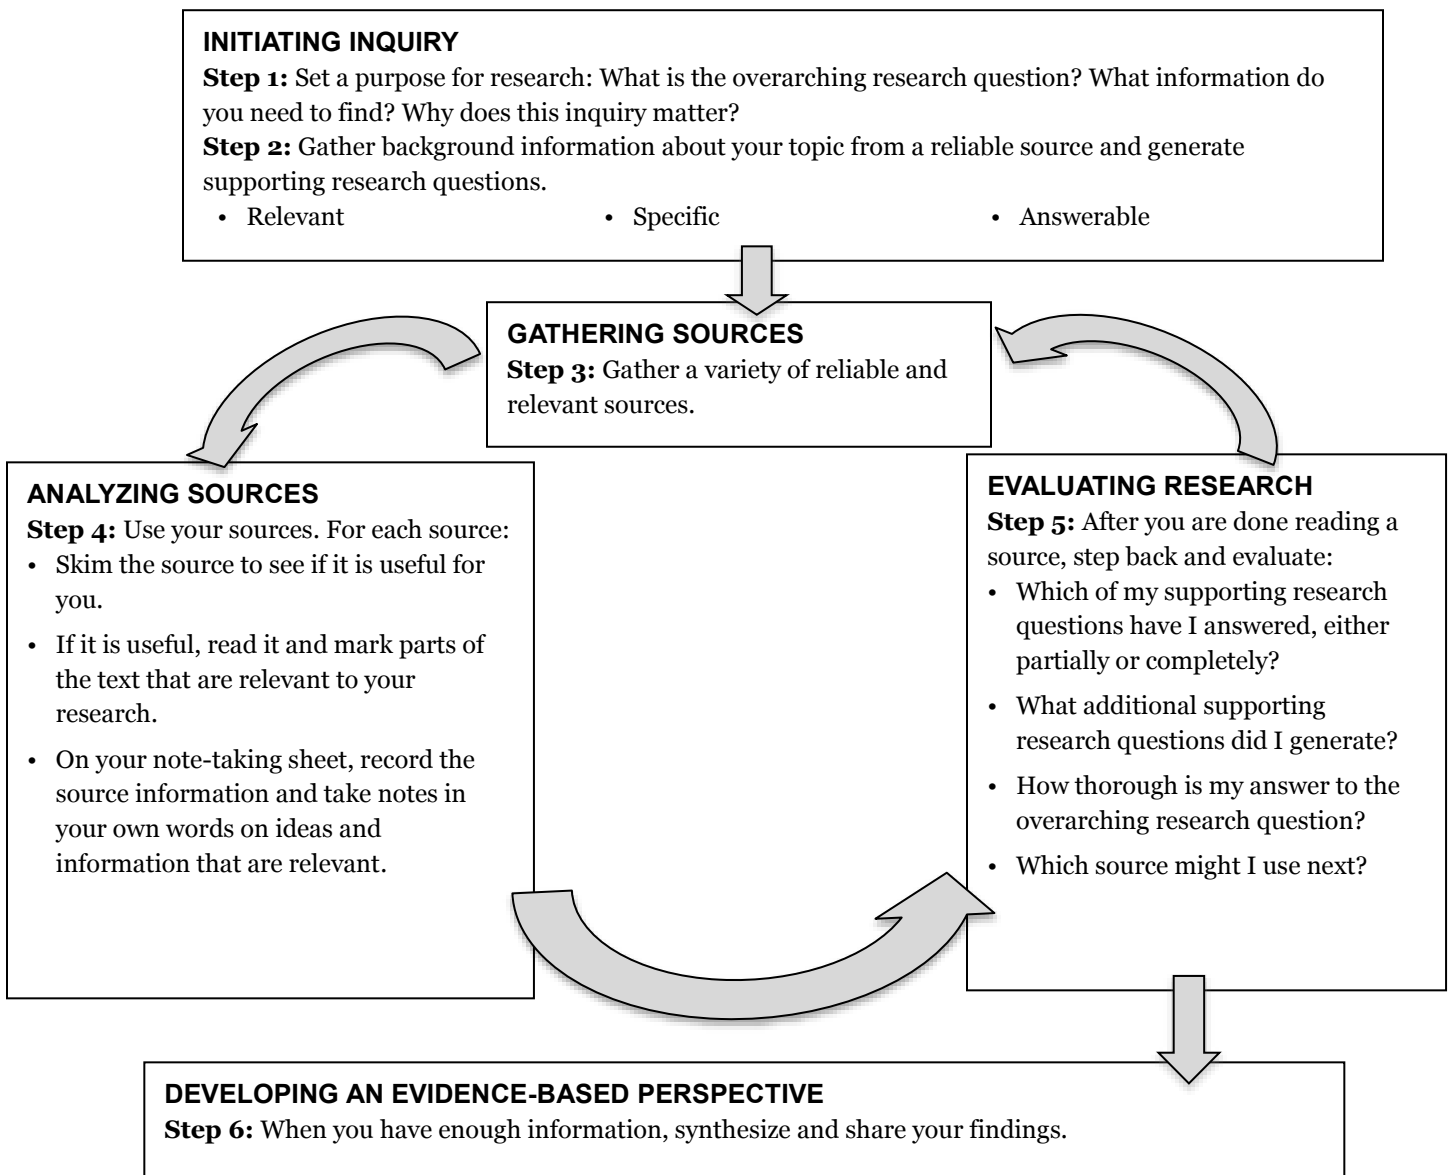 INITIATING INQUIRY
Step 1: Set a purpose for research: What is the overarching research question? What information do
you need to find? Why does this inquiry matter?
Step 2: Gather background information about your topic from a reliable source and generate
supporting research questions.
• Relevant • Specific • Answerable
GATHERING SOURCES
Step 3: Gather a variety of reliable and
relevant sources.
ANALYZING SOURCES
Step 4: Use your sources. For each source:
• Skim the source to see if it is useful for
you.
• If it is useful, read it and mark parts of
the text that are relevant to your
research.
• On your note-taking sheet, record the
source information and take notes in
your own words on ideas and
information that are relevant.
EVALUATING RESEARCH
Step 5: After you are done reading a
source, step back and evaluate:
• Which of my supporting research
questions have I answered, either
partially or completely?
• What additional supporting
research questions did I generate?
• How thorough is my answer to the
overarching research question?
• Which source might I use next?
DEVELOPING AN EVIDENCE-BASED PERSPECTIVE
Step 6: When you have enough information, synthesize and share your findings.